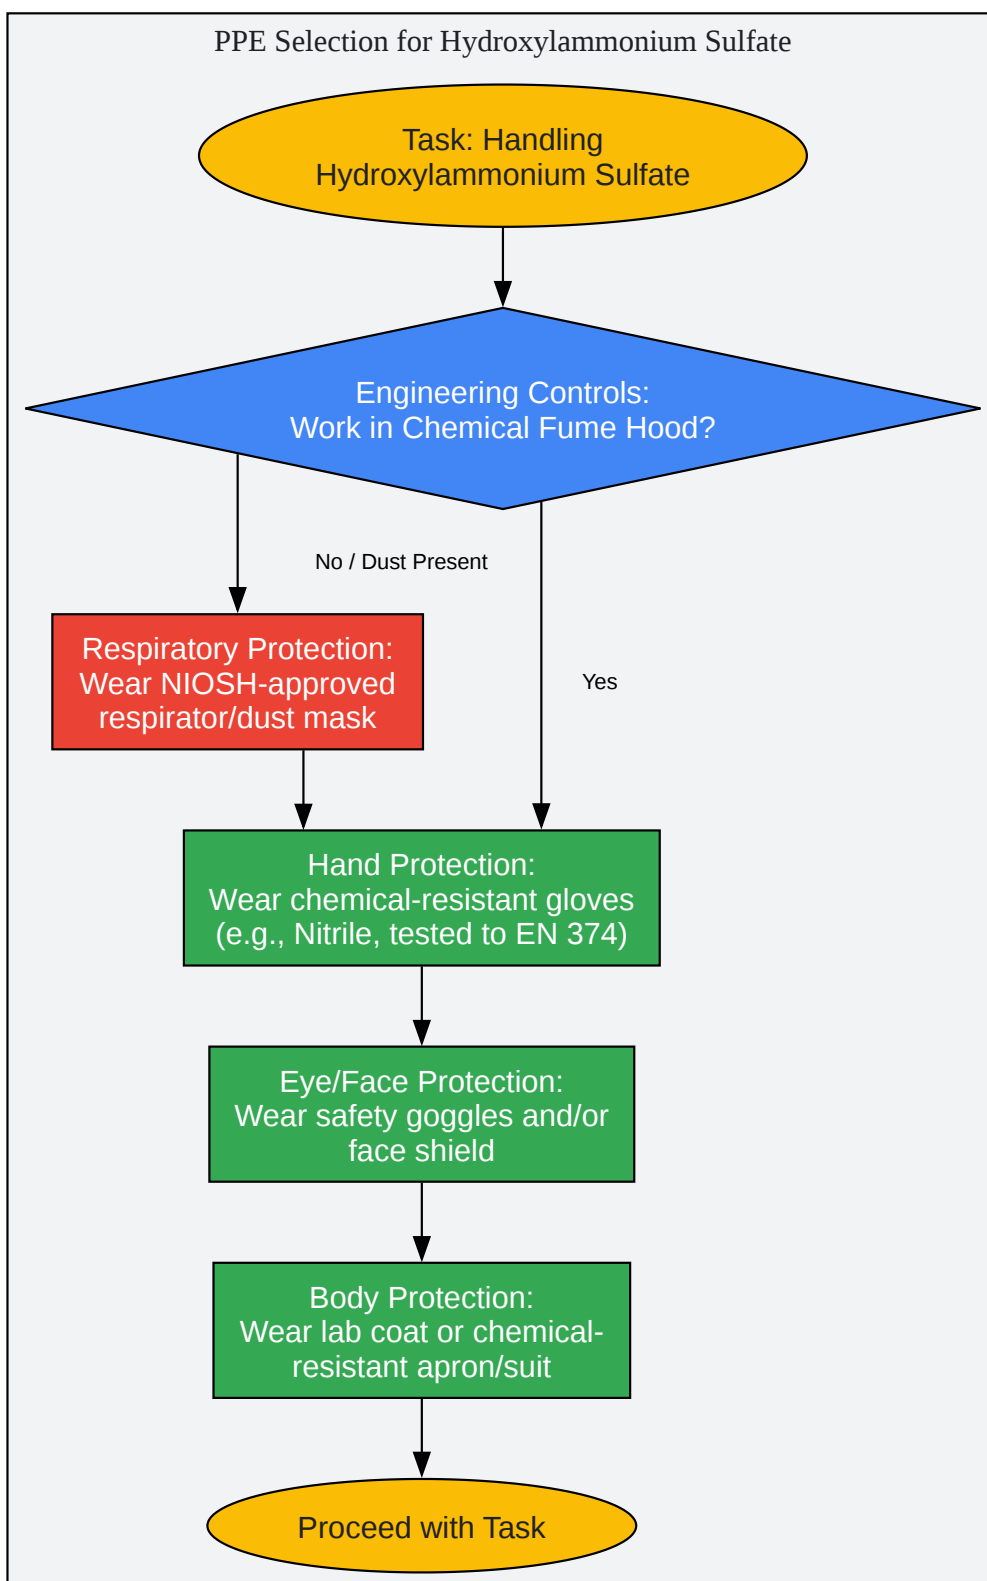 PPE Selection for Hydroxylammonium Sulfate
Task: Handling
Hydroxylammonium Sulfate
Engineering Controls:
Work in Chemical Fume Hood?
No / Dust Present
Respiratory Protection:
Wear NIOSH-approved
respirator/dust mask
Yes
Hand Protection:
Wear chemical-resistant gloves
(e.g., Nitrile, tested to EN 374)
Eye/Face Protection:
Wear safety goggles and/or
face shield
Body Protection:
Wear lab coat or chemical-
resistant apron/suit
Proceed with Task